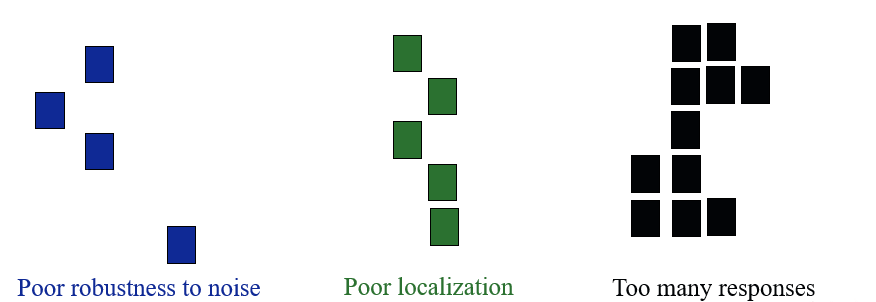 Poor robustness to noise
Poor localization
Too many responses